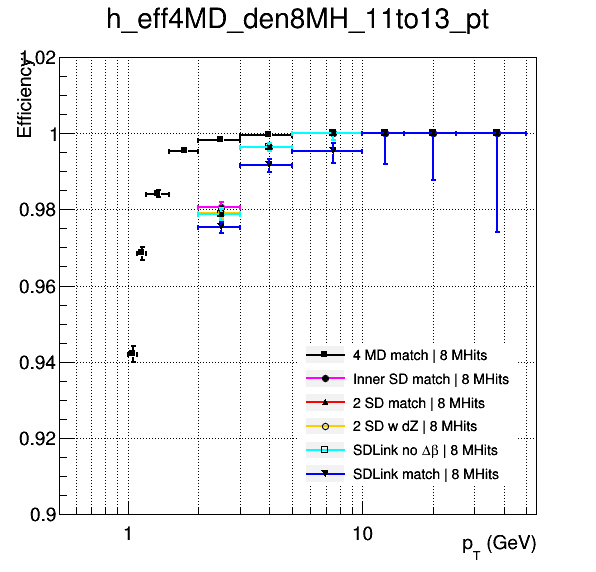 h_eff4MD_den8MH_11to13_pt
Efficiency
1.02
1
0.98
0.96
0.94
0.92
0.9
4 MD match | 8 MHits
Inner SD match | 8 MHits
2 SD match | 8 MHits
2 SD w dZ | 8 MHits
SDLink no Δβ | 8 MHits
SDLink match | 8 MHits
1
10
p_T (GeV)